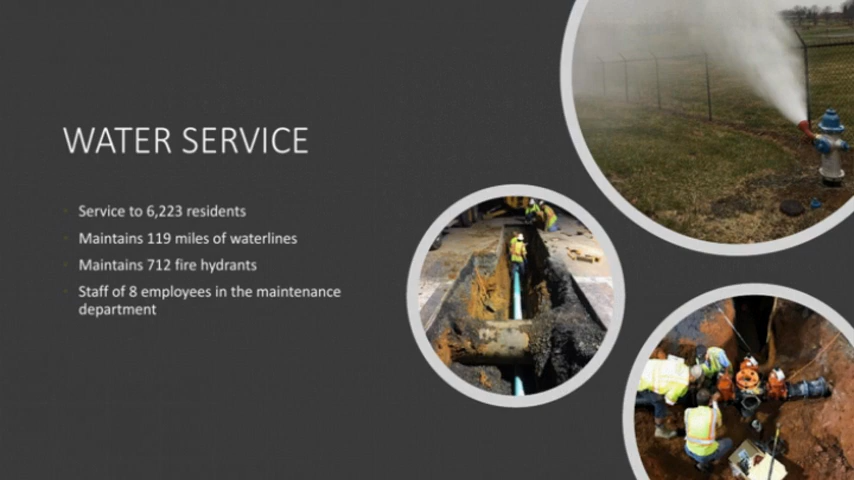 WATER SERVICE
Service to 6,223 residents
Maintains 119 miles of waterlines
Maintains 712 fire hydrants
Staff of 8 employees in the maintenance
department